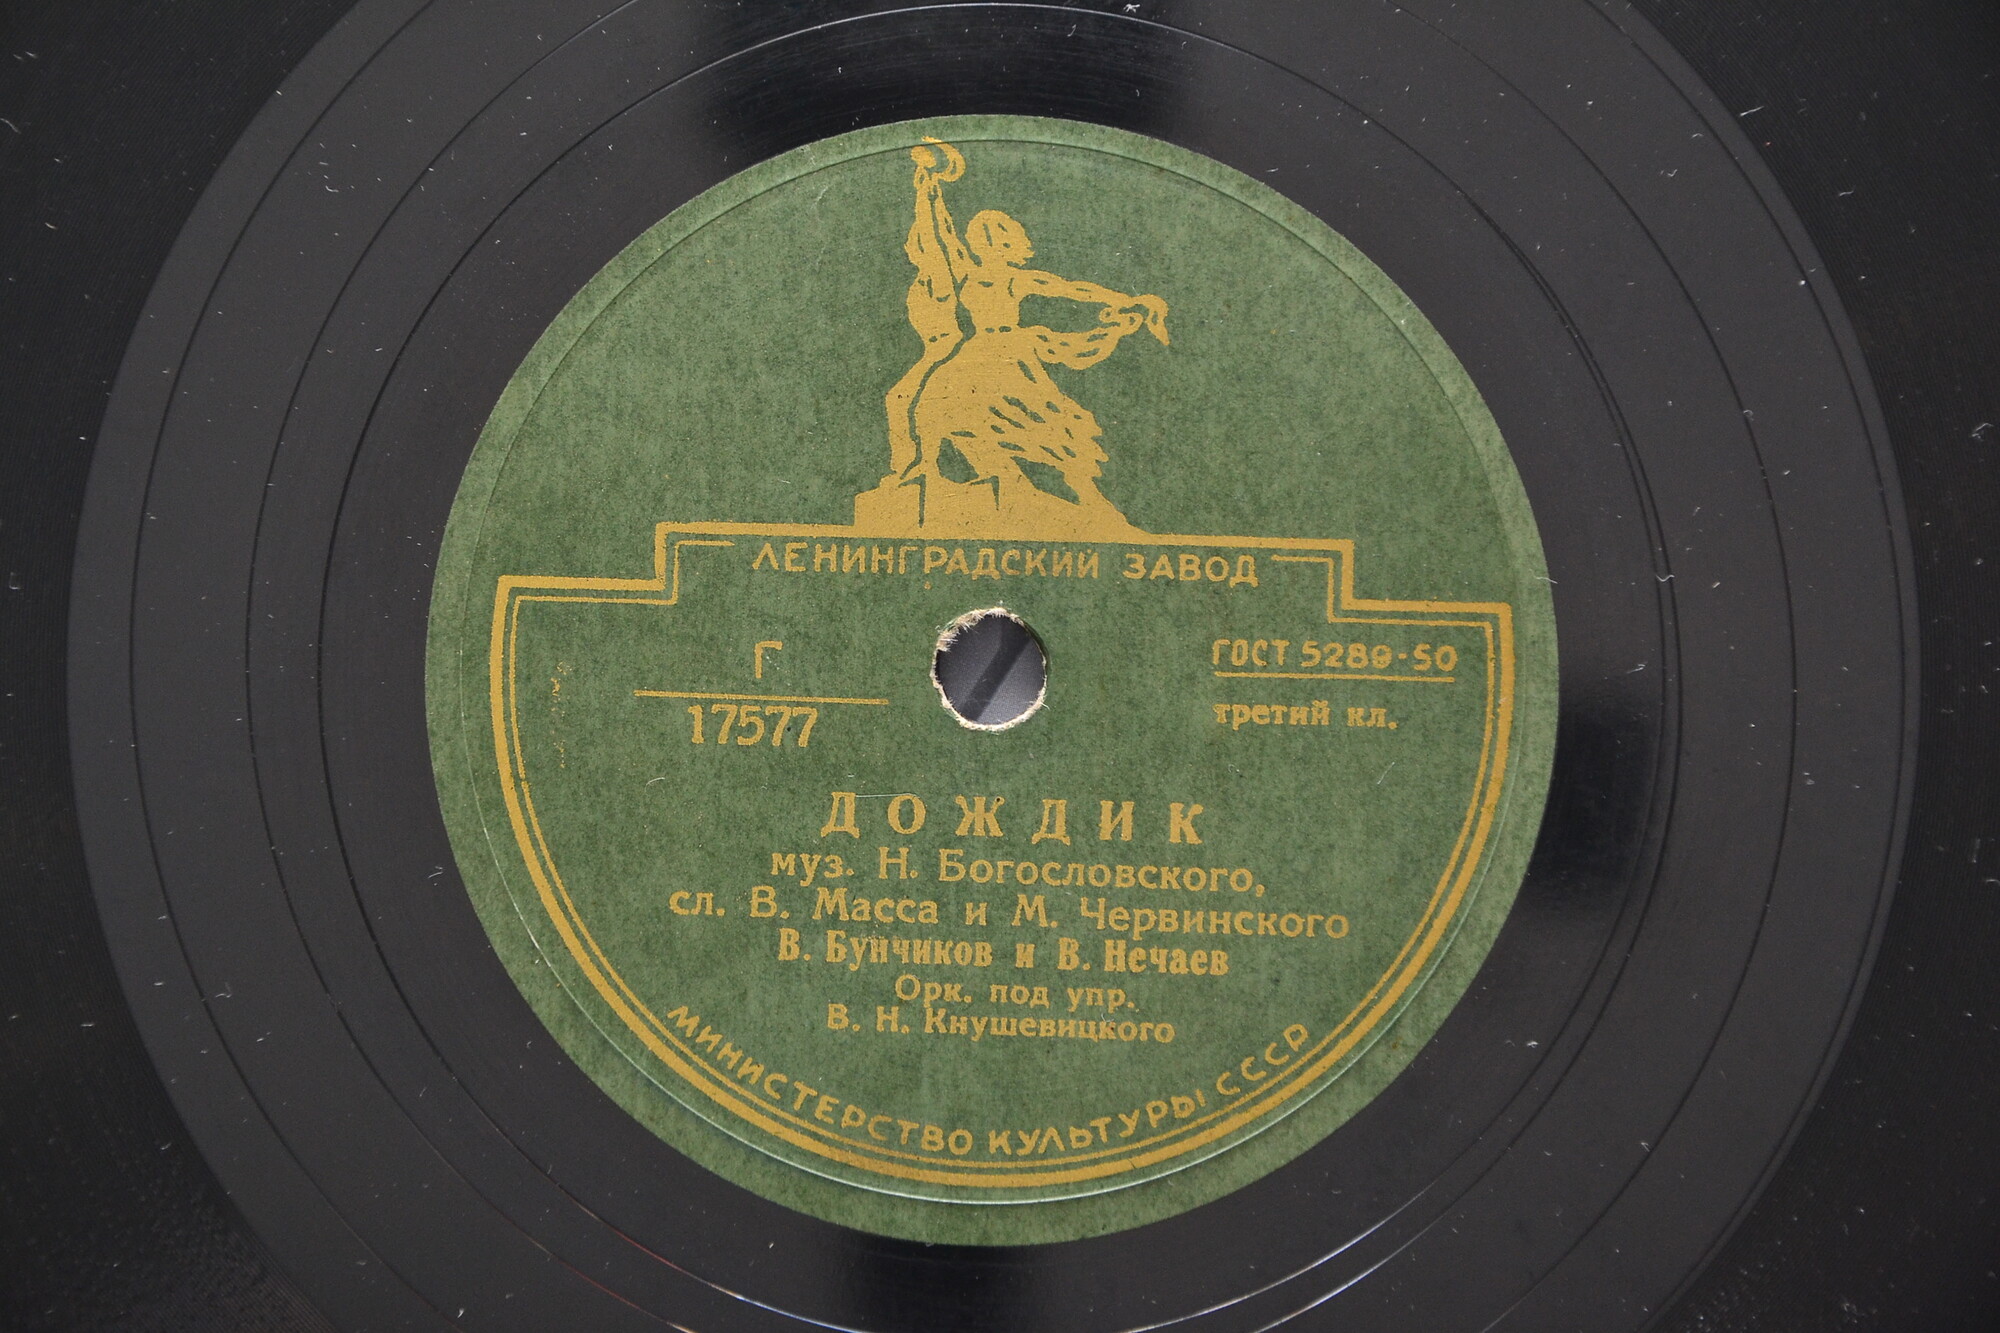 ЛЕНИНГРАДСКИЙ ЗАВОД
Г
17577
ГОСТ 5289-50
третий кл.
ДОЖДИК
муз. Н. Богословского,
сл. В. Масса и М. Червинского
В. Бунчиков и В. Нечаев
Орк. под упр.
В. Н. Кнушевицкого
МИНИСТЕРСТВО КУЛЬТУРЫ СССР